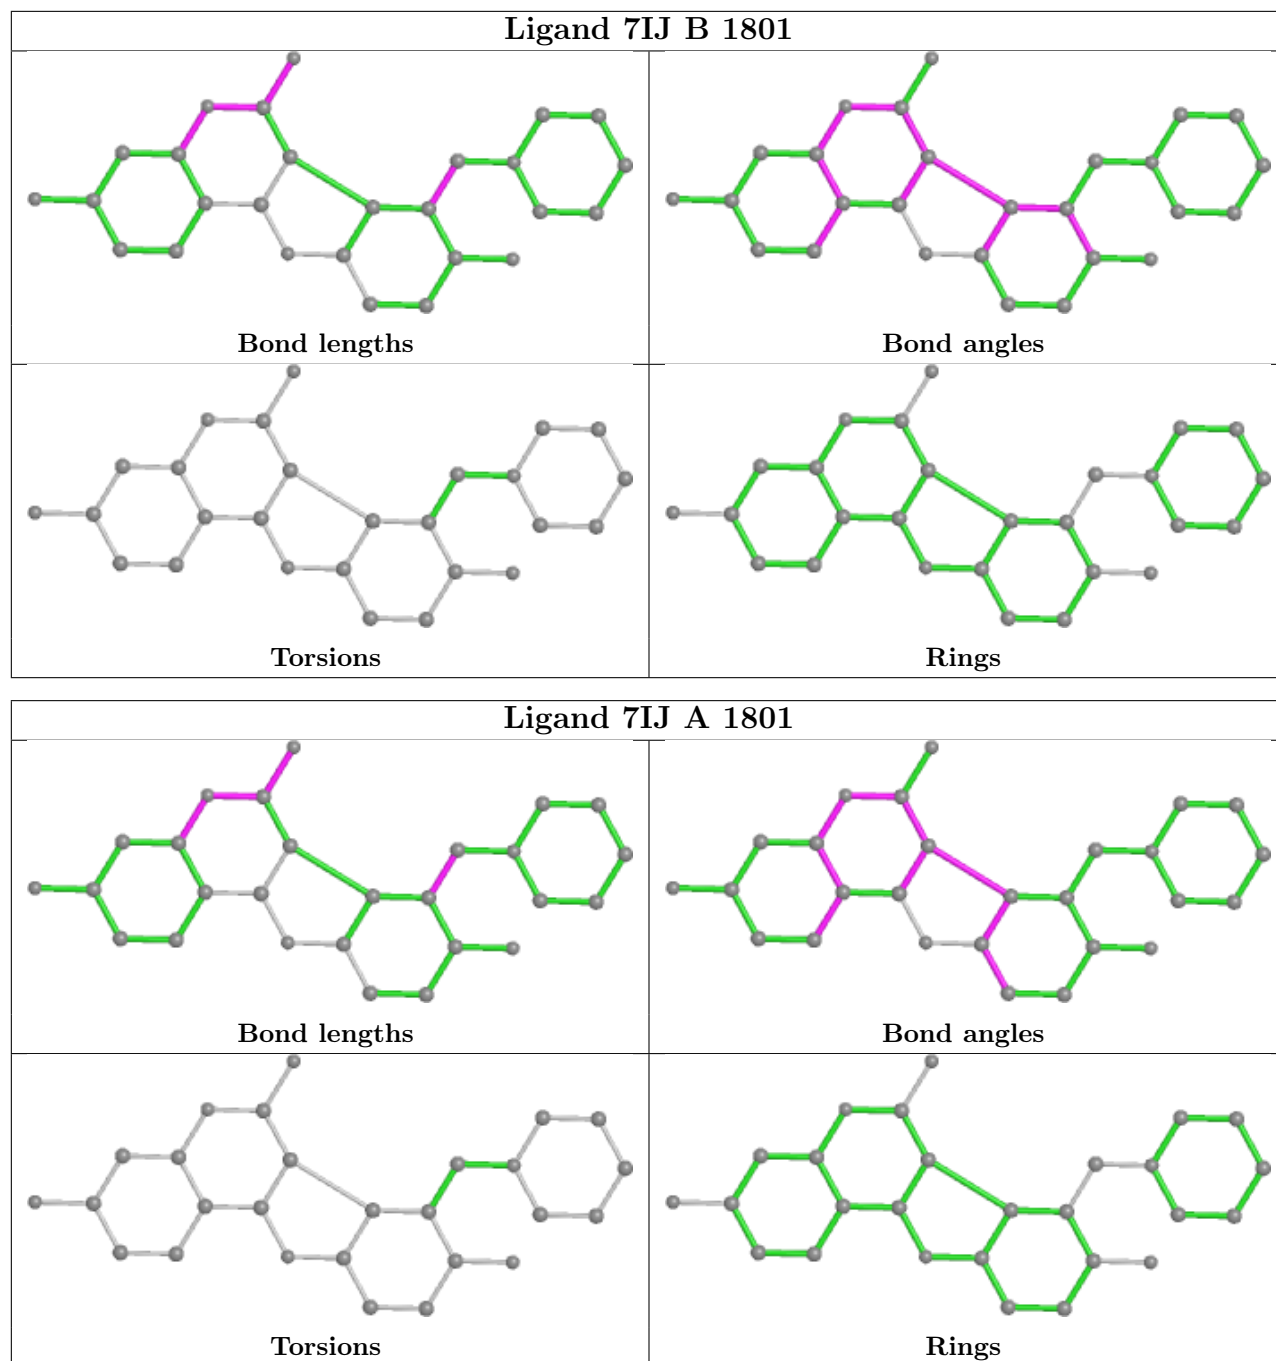 Ligand 7IJ B 1801
Bond lengths
Bond angles
Torsions
Rings
Ligand 7IJ A 1801
Bond lengths
Bond angles
Torsions
Rings